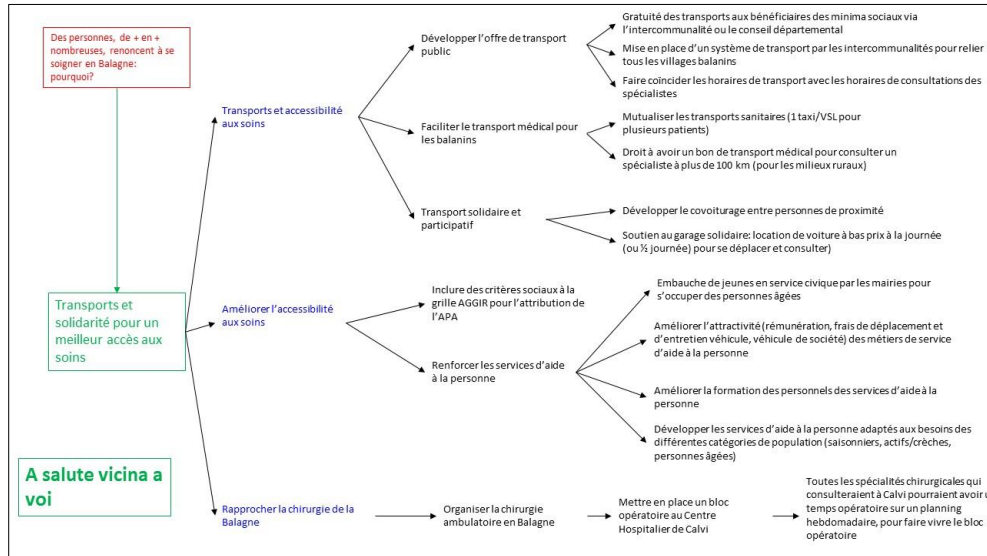 Des personnes, de + en +
nombreuses, renoncent à se
soigner en Balagne:
pourquoi?
Transports et
solidarité pour un
meilleur accès aux
soins
A salute vicina a
voi
Transports et accessibilité
aux soins
Développer l'offre de transport
public
Gratuité des transports aux bénéficiaires des minima sociaux via
l'intercommunalité ou le conseil départemental
Mise en place d'un système de transport par les intercommunalités pour relier
tous les villages balanins
Faire coïncider les horaires de transport avec les horaires de consultations des
spécialistes
Faciliter le transport médical pour
les balanins
Mutualiser les transports sanitaires (1 taxi/VSL pour
plusieurs patients)
Droit à avoir un bon de transport médical pour consulter un
spécialiste à plus de 100 km (pour les milieux ruraux)
Transport solidaire et
participatif
Développer le covoiturage entre personnes de proximité
Soutien au garage solidaire: location de voiture à bas prix à la journée
(ou ½ journée) pour se déplacer et consulter)
Améliorer l'accessibilité
aux soins
Inclure des critères sociaux à la
grille AGGIR pour l'attribution de
l'APA
Renforcer les services d'aide
à la personne
Embauche de jeunes en service civique par les mairies pour
s'occuper des personnes âgées
Améliorer l'attractivité (rémunération, frais de déplacement et
d'entretien véhicule, véhicule de société) des métiers de service
d'aide à la personne
Améliorer la formation des personnels des services d'aide à la
personne
Développer les services d'aide à la personne adaptés aux besoins des
différentes catégories de population (saisonniers, actifs/crèches,
personnes âgées)
Rapprocher la chirurgie de la
Balagne
Organiser la chirurgie
ambulatoire en Balagne
Mettre en place un bloc
opératoire au Centre
Hospitalier de Calvi
Toutes les spécialités chirurgicales qui
consulteraient à Calvi pourraient avoir u
temps opératoire sur un planning
hebdomadaire, pour faire vivre le bloc
opératoire